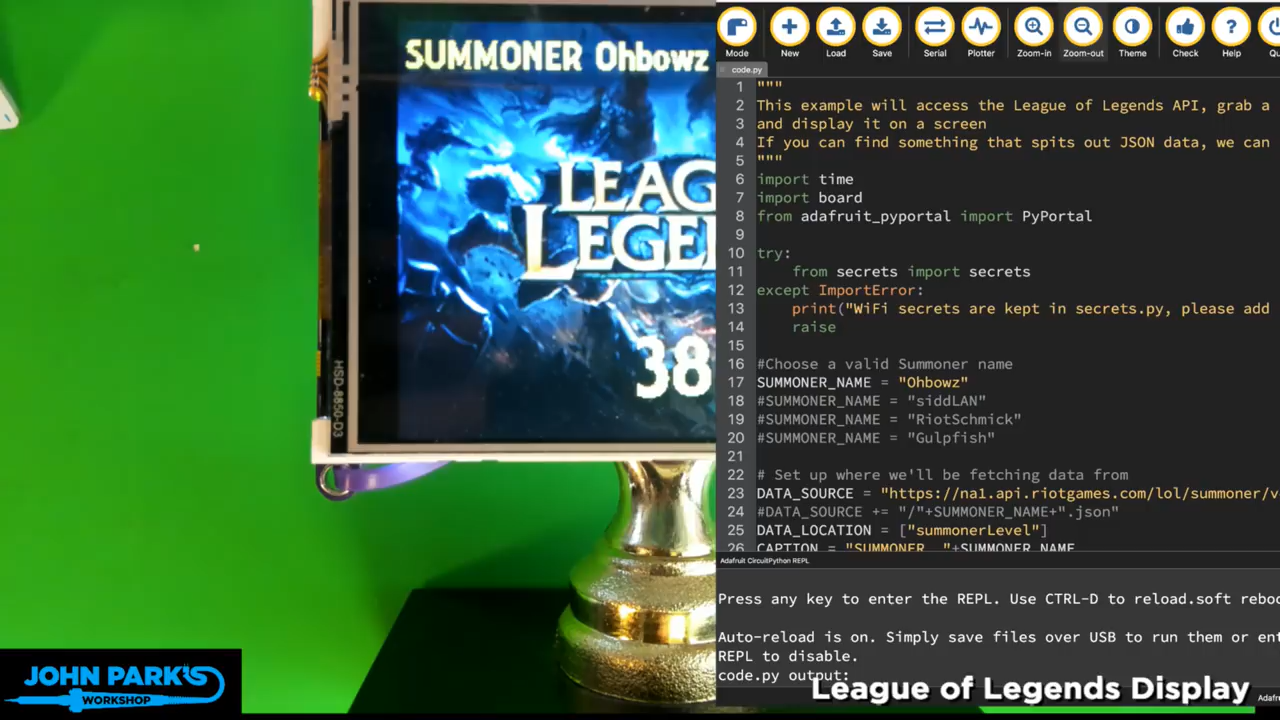 SUMMONER Ohbowz
LEAG
LEGE
38
HSD-8850-D3
JOHN PARK'S
WORKSHOP
Mode
New
Load
Save
Serial
Plotter
Zoom-in
Zoom-out
Theme
Check
Help
Qu
code.py
1 """
2 This example will access the League of Legends API, grab a
3 and display it on a screen
4 If you can find something that spits out JSON data, we can
5 """
6 import time
7 import board
8 from adafruit_pyportal import PyPortal
9
10 try:
11 from secrets import secrets
12 except ImportError:
13 print("WiFi secrets are kept in secrets.py, please add
14 raise
15
16 #Choose a valid Summoner name
17 SUMMONER_NAME = "Ohbowz"
18 #SUMMONER_NAME = "siddLAN"
19 #SUMMONER_NAME = "RiotSchmick"
20 #SUMMONER_NAME = "Gulpfish"
21
22 # Set up where we'll be fetching data from
23 DATA_SOURCE = "https://na1.api.riotgames.com/lol/summoner/v
24 #DATA_SOURCE += "/"+SUMMONER_NAME+".json"
25 DATA_LOCATION = ["summonerLevel"]
26 CAPTION = "SUMMONER "+SUMMONER_NAME
Adafruit CircuitPython REPL
Press any key to enter the REPL. Use CTRL-D to reload.soft reboo
Auto-reload is on. Simply save files over USB to run them or ent
REPL to disable.
code.py output:
League of Legends Display
Adafru